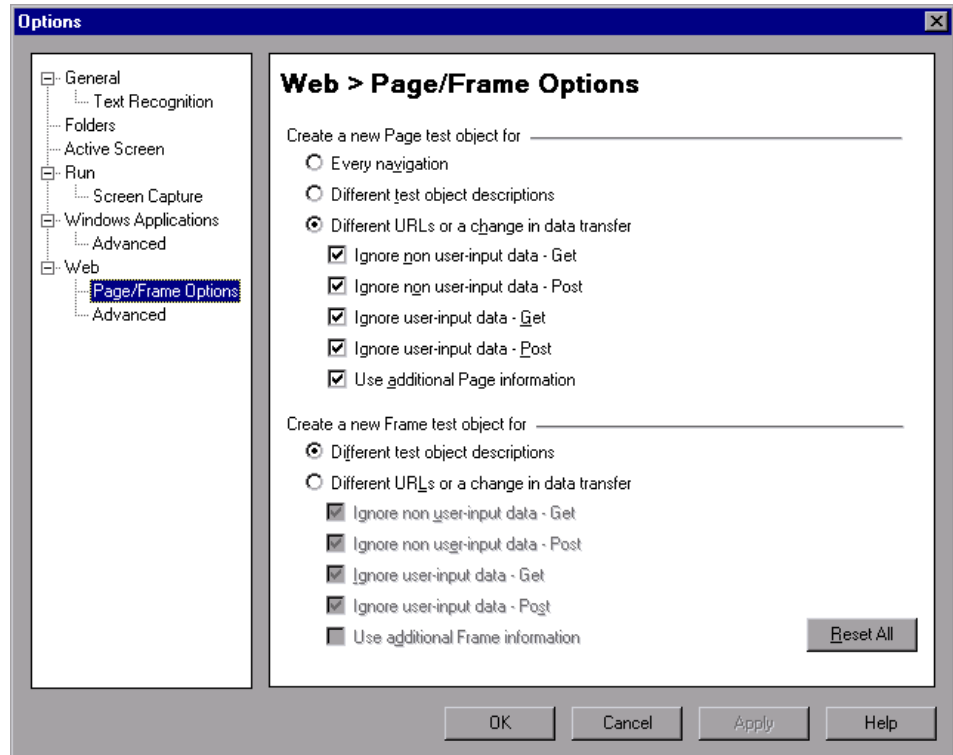 Options
General
Text Recognition
Folders
Active Screen
Run
Screen Capture
Windows Applications
Advanced
Web
Page/Frame Options
Advanced
Web > Page/Frame Options
Create a new Page test object for
Every navigation
Different test object descriptions
Different URLs or a change in data transfer
Ignore non user-input data - Get
Ignore non user-input data - Post
Ignore user-input data - Get
Ignore user-input data - Post
Use additional Page information
Create a new Frame test object for
Different test object descriptions
Different URLs or a change in data transfer
Ignore non user-input data - Get
Ignore non user-input data - Post
Ignore user-input data - Get
Ignore user-input data - Post
Use additional Frame information
Reset All
OK
Cancel
Apply
Help